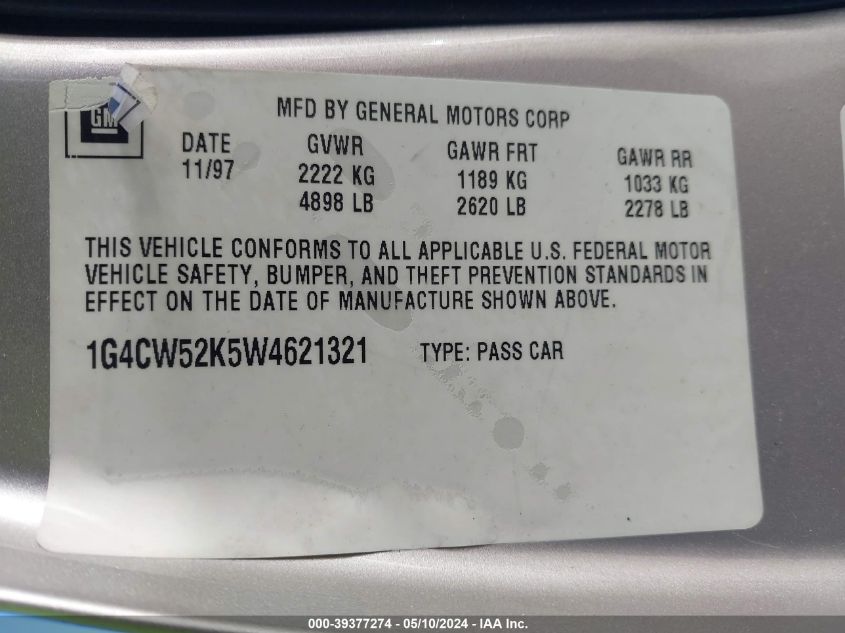 MFD BY GENERAL MOTORS CORP
GM
DATE GVWR GAWR FRT GAWR RR
11/97 2222 KG 1189 KG 1033 KG
4898 LB 2620 LB 2278 LB
THIS VEHICLE CONFORMS TO ALL APPLICABLE U.S. FEDERAL MOTOR
VEHICLE SAFETY, BUMPER, AND THEFT PREVENTION STANDARDS IN
EFFECT ON THE DATE OF MANUFACTURE SHOWN ABOVE.
1G4CW52K5W4621321 TYPE: PASS CAR
000-39377274 - 05/10/2024 - IAA Inc.